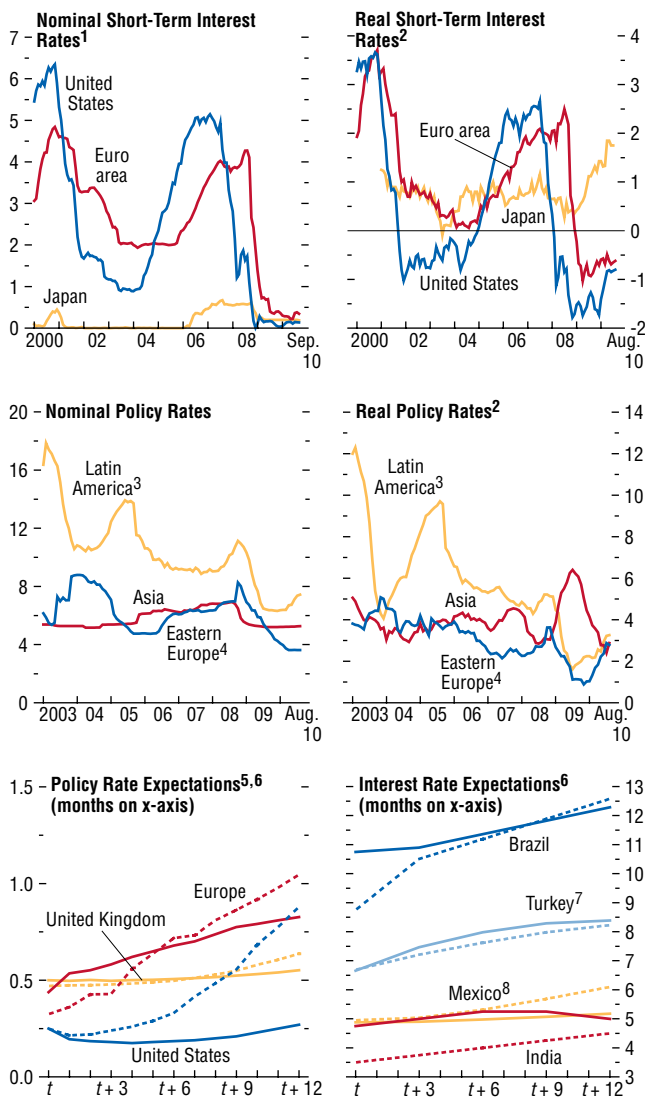 Nominal Short-Term Interest
Rates1
7
6
5
4
3
2
1
0
United
States
Euro
area
Japan
2000
02
04
06
08
Sep.
10
Real Short-Term Interest
Rates2
4
3
2
1
0
-1
-2
Euro area
Japan
United States
2000
02
04
06
08
Aug.
10
Nominal Policy Rates
20
16
12
8
4
0
Latin
America3
Asia
Eastern
Europe4
2003
04
05
06
07
08
09
Aug.
10
Real Policy Rates2
14
12
10
8
6
4
2
0
Latin
America3
Asia
Eastern
Europe4
2003
04
05
06
07
08
09
Aug.
10
Policy Rate Expectations5,6
(months on x-axis)
1.5
1.0
0.5
0.0
Europe
United Kingdom
United States
t
t + 3
t + 6
t + 9
t + 12
Interest Rate Expectations6
(months on x-axis)
13
12
11
10
9
8
7
6
5
4
3
Brazil
Turkey7
Mexico8
India
t
t + 3
t + 6
t + 9
t + 12